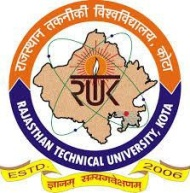 राजस्थान तकनीकी विश्वविद्यालय, कोटा
RTU
RAJASTHAN TECHNICAL UNIVERSITY, KOTA
ESTD. 2006
ज्ञानम् सम्यगवेक्षणम्